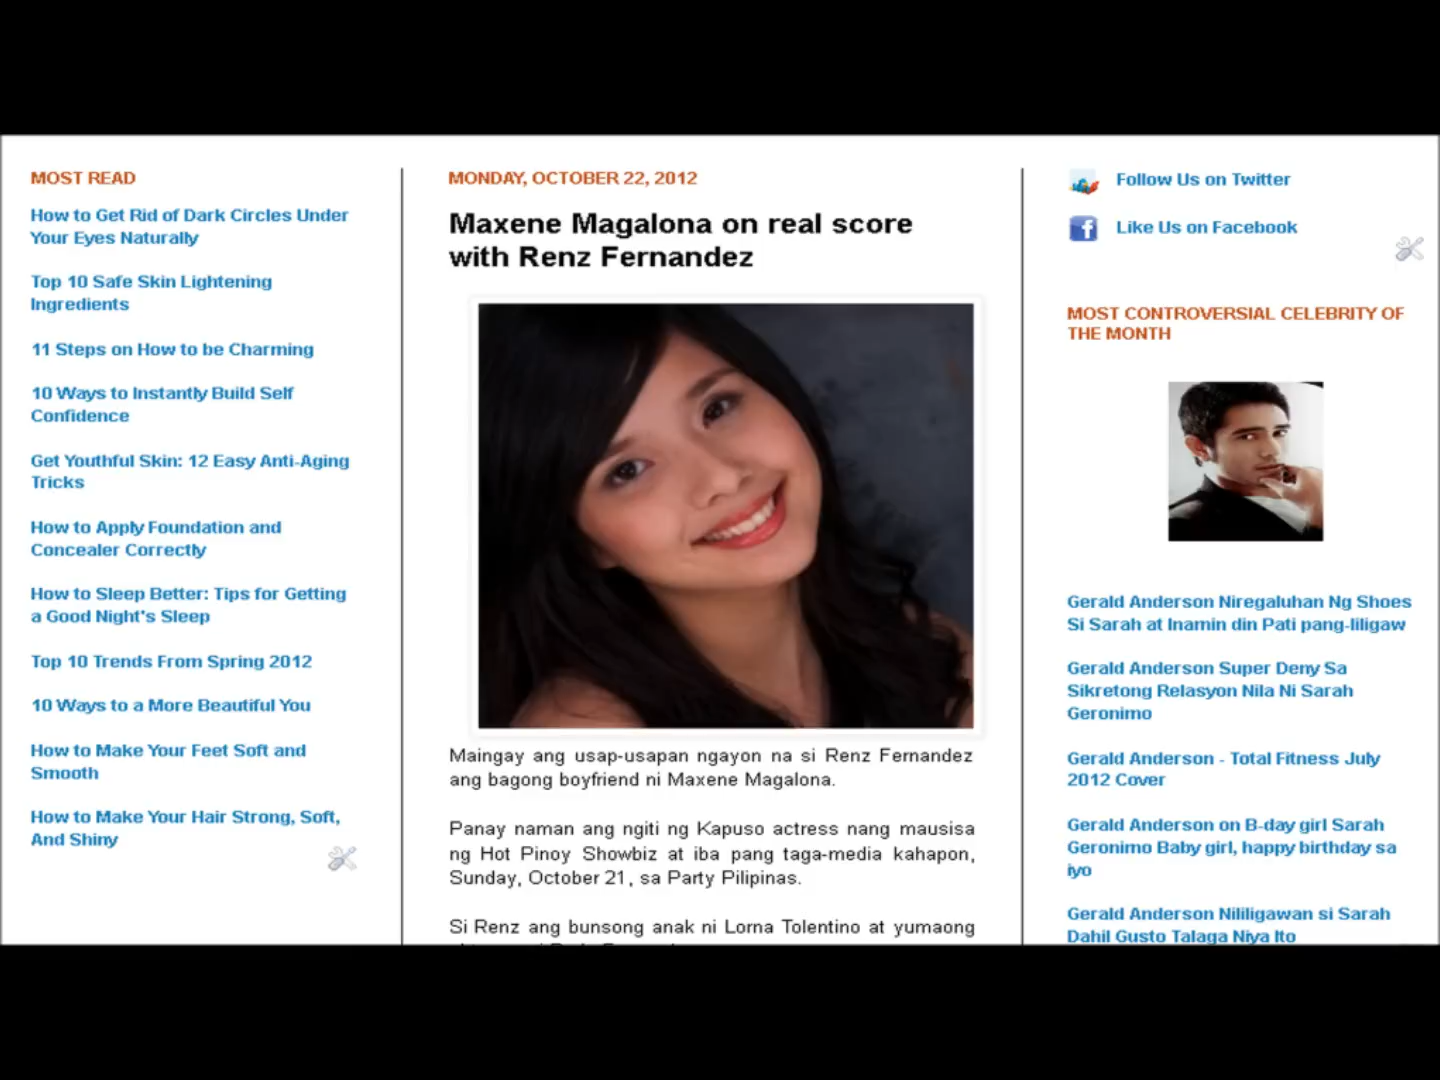 MOST READ
How to Get Rid of Dark Circles Under
Your Eyes Naturally
Top 10 Safe Skin Lightening
Ingredients
11 Steps on How to be Charming
10 Ways to Instantly Build Self
Confidence
Get Youthful Skin: 12 Easy Anti-Aging
Tricks
How to Apply Foundation and
Concealer Correctly
How to Sleep Better: Tips for Getting
a Good Night's Sleep
Top 10 Trends From Spring 2012
10 Ways to a More Beautiful You
How to Make Your Feet Soft and
Smooth
How to Make Your Hair Strong, Soft,
And Shiny
MONDAY, OCTOBER 22, 2012
Maxene Magalona on real score
with Renz Fernandez
Maingay ang usap-usapan ngayon na si Renz Fernandez
ang bagong boyfriend ni Maxene Magalona.
Panay naman ang ngiti ng Kapuso actress nang mausisa
ng Hot Pinoy Showbiz at iba pang taga-media kahapon,
Sunday, October 21, sa Party Pilipinas.
Si Renz ang bunsong anak ni Lorna Tolentino at yumaong
Follow Us on Twitter
Like Us on Facebook
MOST CONTROVERSIAL CELEBRITY OF
THE MONTH
Gerald Anderson Niregaluhan Ng Shoes
Si Sarah at Inamin din Pati pang-liligaw
Gerald Anderson Super Deny Sa
Sikretong Relasyon Nila Ni Sarah
Geronimo
Gerald Anderson - Total Fitness July
2012 Cover
Gerald Anderson on B-day girl Sarah
Geronimo Baby girl, happy birthday sa
iyo
Gerald Anderson Nililigawan si Sarah
Dahil Gusto Talaga Niya Ito